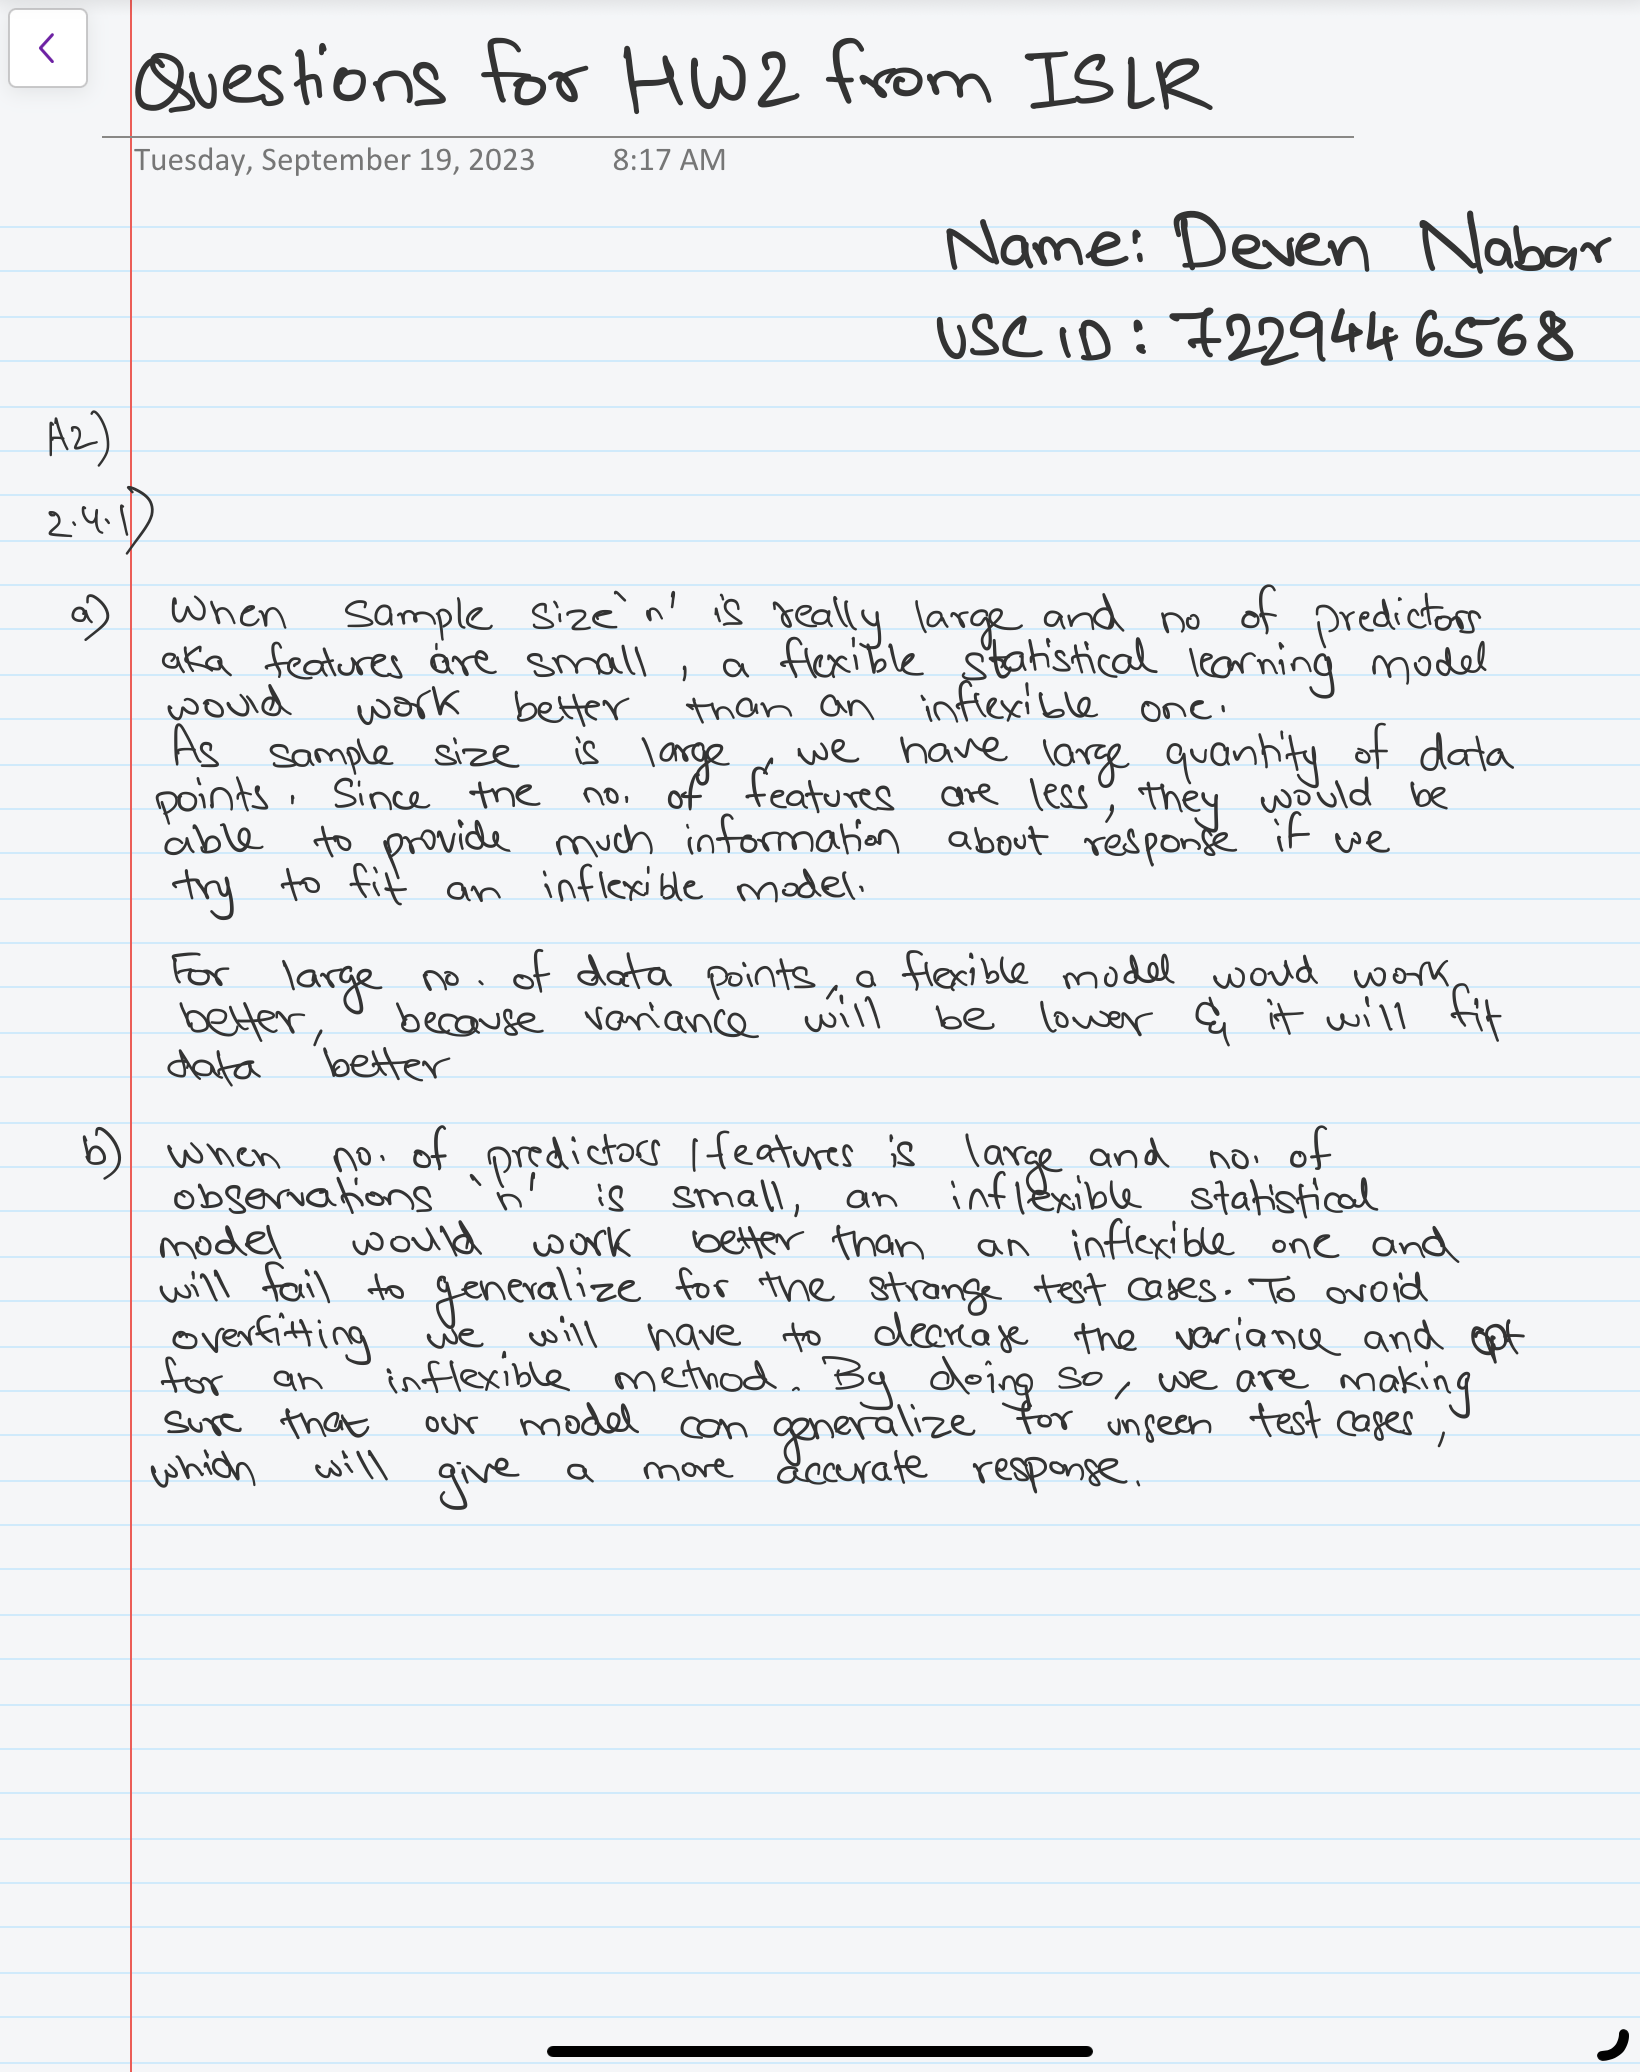 Questions for HW2 from ISLR
Tuesday, September 19, 2023 8:17 AM
Name: Deven Nabar
USC ID: 7229446568
A2)
2.4.1)
a) When sample size 'n' is really large and no of predictors
aka features are small, a flexible statistical learning model
would work better than an inflexible one.
As sample size is large, we have large quantity of data
points. Since the no. of features are less, they would be
able to provide much information about response if we
try to fit an inflexible model.
For large no. of data points, a flexible model would work
better, because variance will be lower & it will fit
data better
b) When no. of predictors /features is large and no. of
observations 'n' is small, an inflexible statistical
model would work better than an inflexible one and
will fail to generalize for the strange test cases. To avoid
overfitting we will have to decrease the variance and opt
for an inflexible method. By doing so, we are making
sure that our model can generalize for unseen test cases,
which will give a more accurate response.